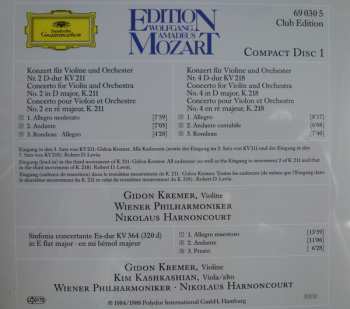 Deutsche
Grammophon
EDITION
WOLFGANG
AMADEUS
MOZART
69 030 5
Club Edition
COMPACT DISC 1
Konzert für Violine und Orchester
Nr. 2 D-dur KV 211
Concerto for Violin and Orchestra
No. 2 in D major, K. 211
Concerto pour Violon et Orchestre
No. 2 en ré majeur, K. 211
1. Allegro moderato
2. Andante
3. Rondeau. Allegro
Konzert für Violine und Orchester
Nr. 4 D-dur KV 218
Concerto for Violin and Orchestra
No. 4 in D major, K. 218
Concerto pour Violon et Orchestre
No. 4 en ré majeur, K. 218
1. Allegro
2. Andante cantabile
3. Rondeau
GIDON KREMER, Violine
WIENER PHILHARMONIKER
NIKOLAUS HARNONCOURT
Sinfonia concertante Es-dur KV 364 (320 d)
in E flat major · en mi bémol majeur
1. Allegro maestoso
2. Andante
3. Presto
GIDON KREMER, Violine
KIM KASHKASHIAN, Viola/alto
WIENER PHILHARMONIKER · NIKOLAUS HARNONCOURT